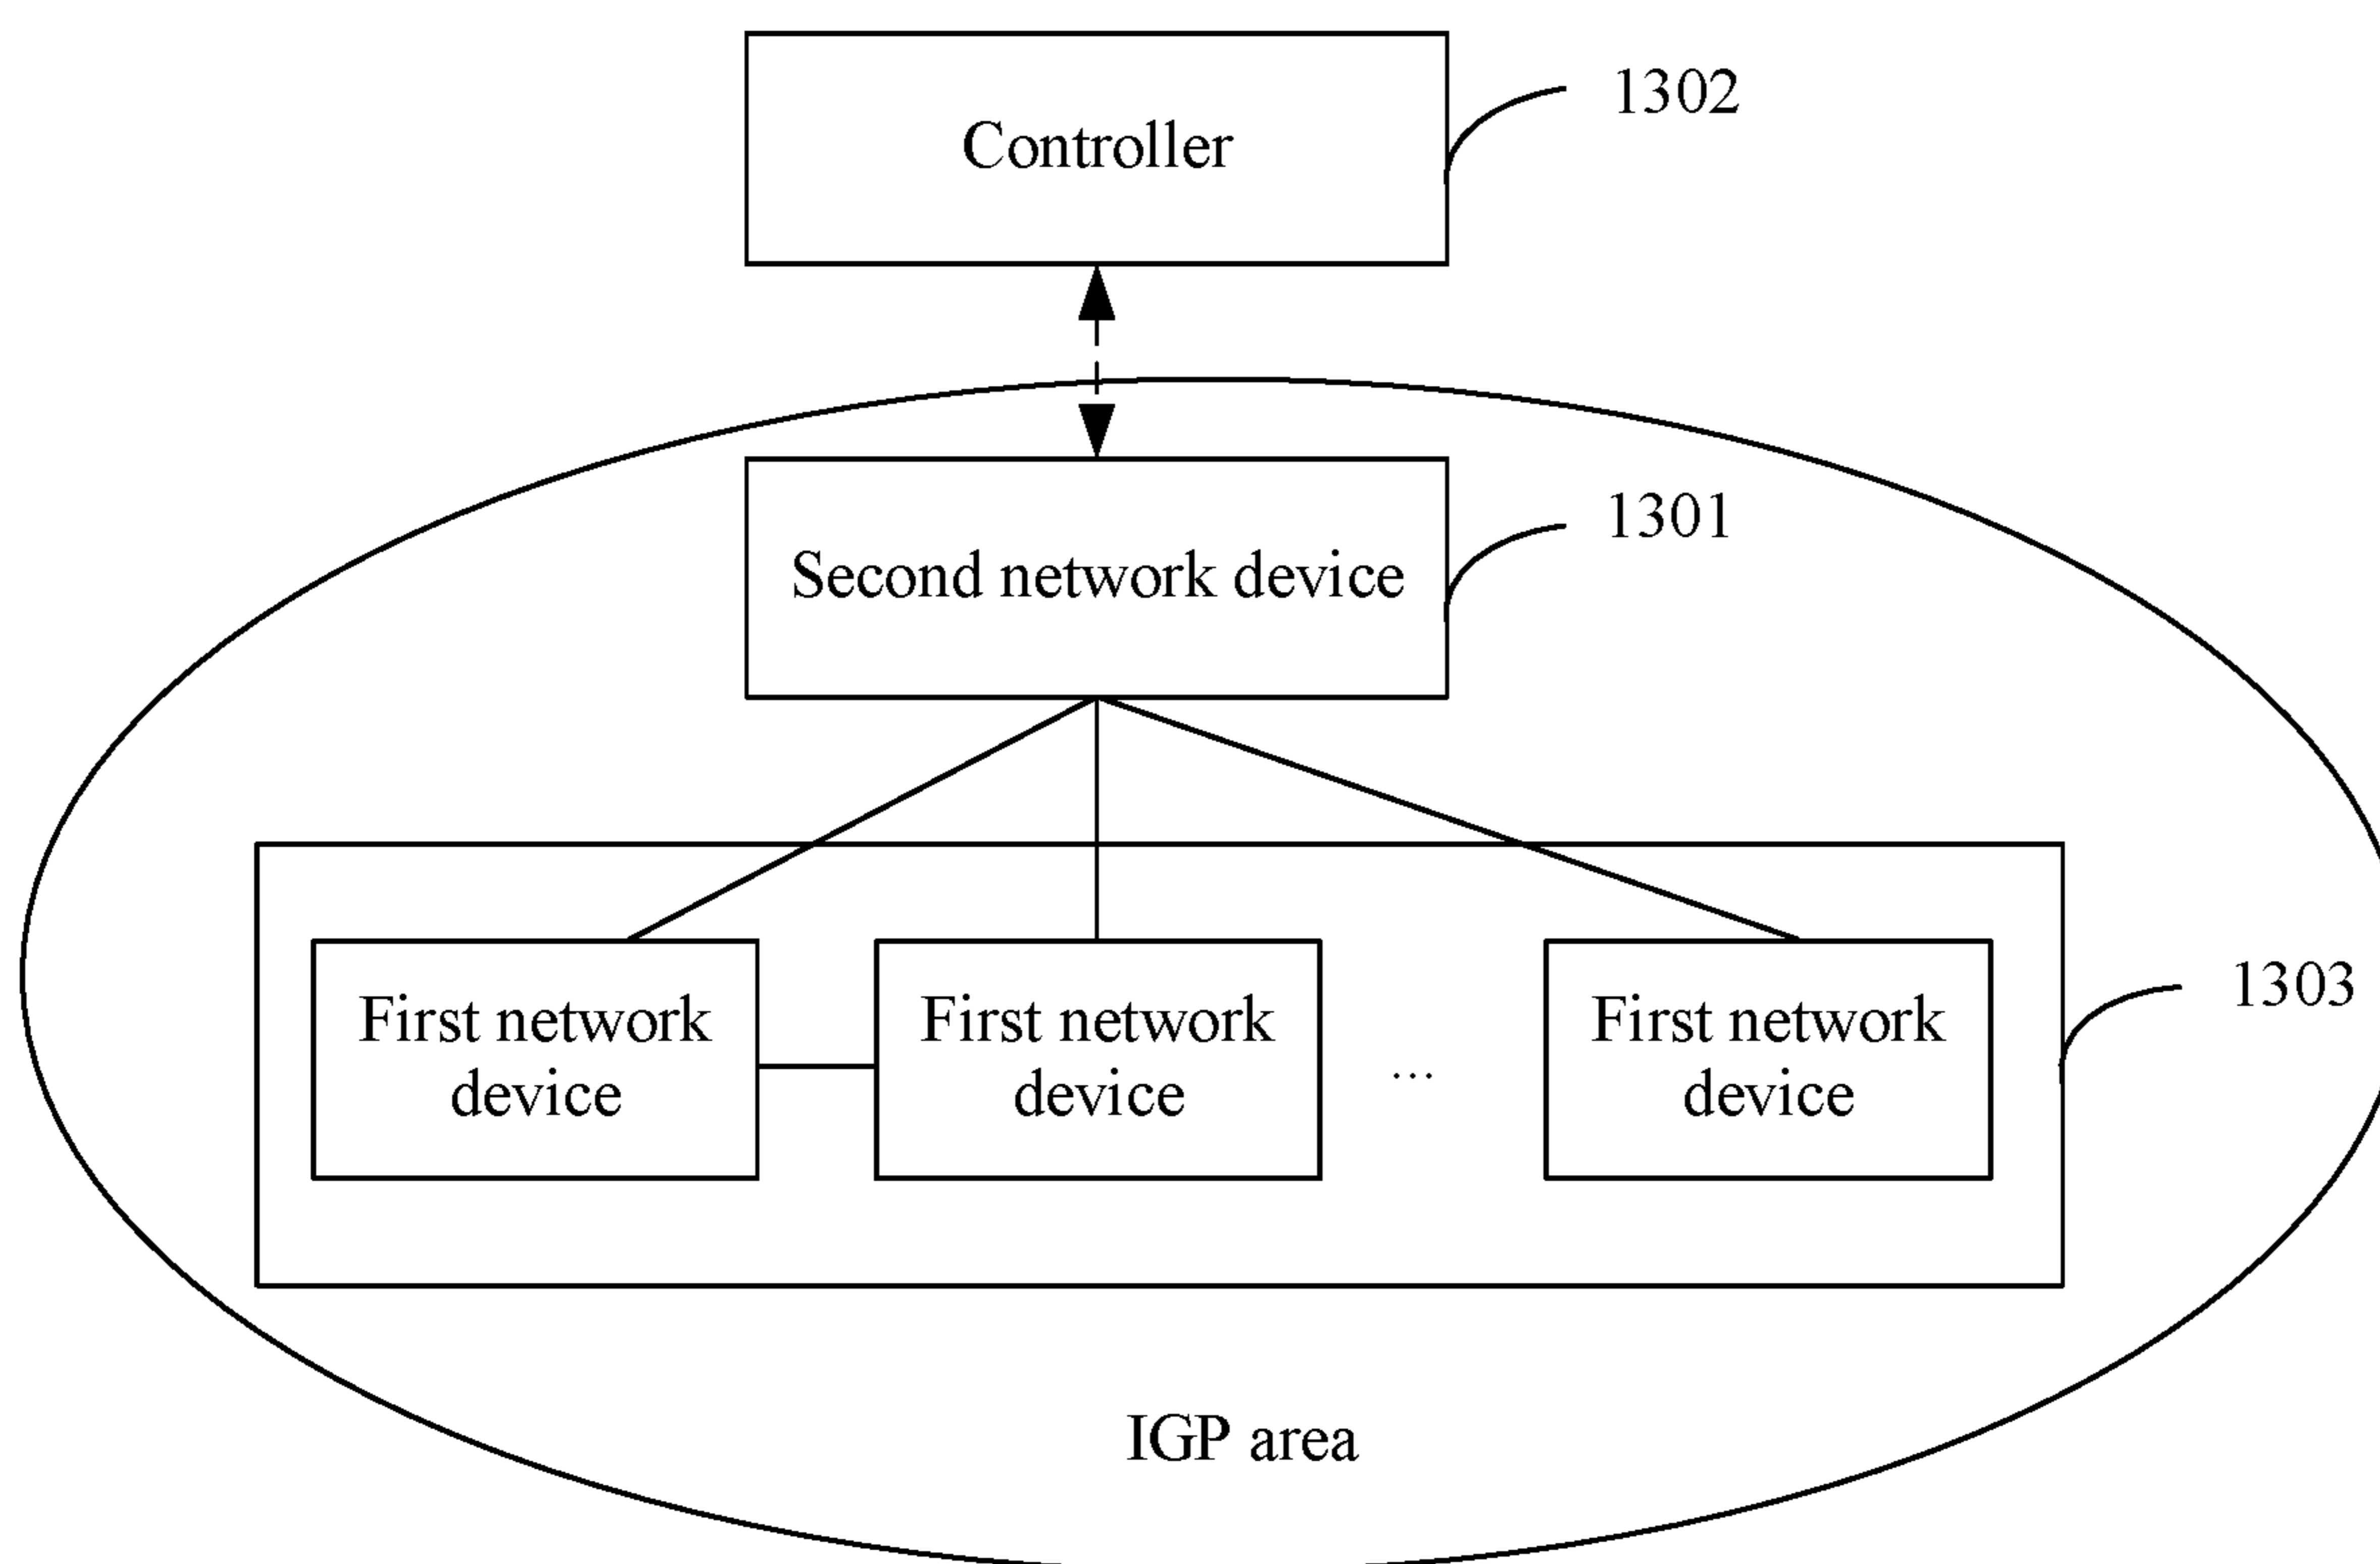 Controller
1302
Second network device
1301
First network
device
First network
device
...
First network
device
1303
IGP area